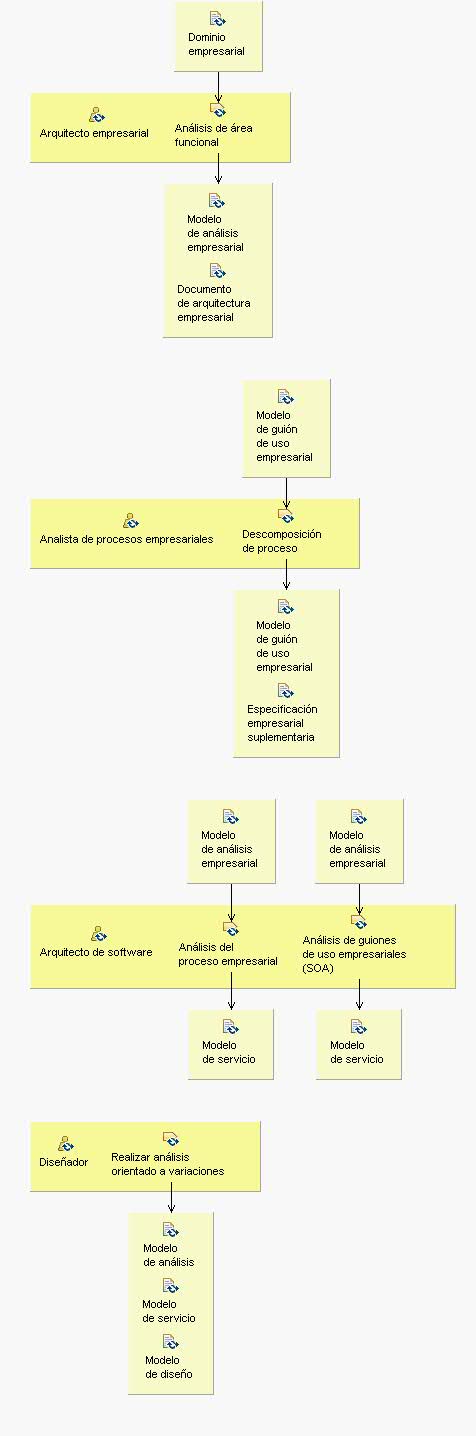 Dominio
empresarial
Arquitecto empresarial
Análisis de área
funcional
Modelo
de análisis
empresarial
Documento
de arquitectura
empresarial
Modelo
de guión
de uso
empresarial
Analista de procesos empresariales
Descomposición
de proceso
Modelo
de guión
de uso
empresarial
Especificación
empresarial
suplementaria
Modelo
de análisis
empresarial
Modelo
de análisis
empresarial
Arquitecto de software
Análisis del
proceso empresarial
Análisis de guiones
de uso empresariales
(SOA)
Modelo
de servicio
Modelo
de servicio
Diseñador
Realizar análisis
orientado a variaciones
Modelo
de análisis
Modelo
de servicio
Modelo
de diseño